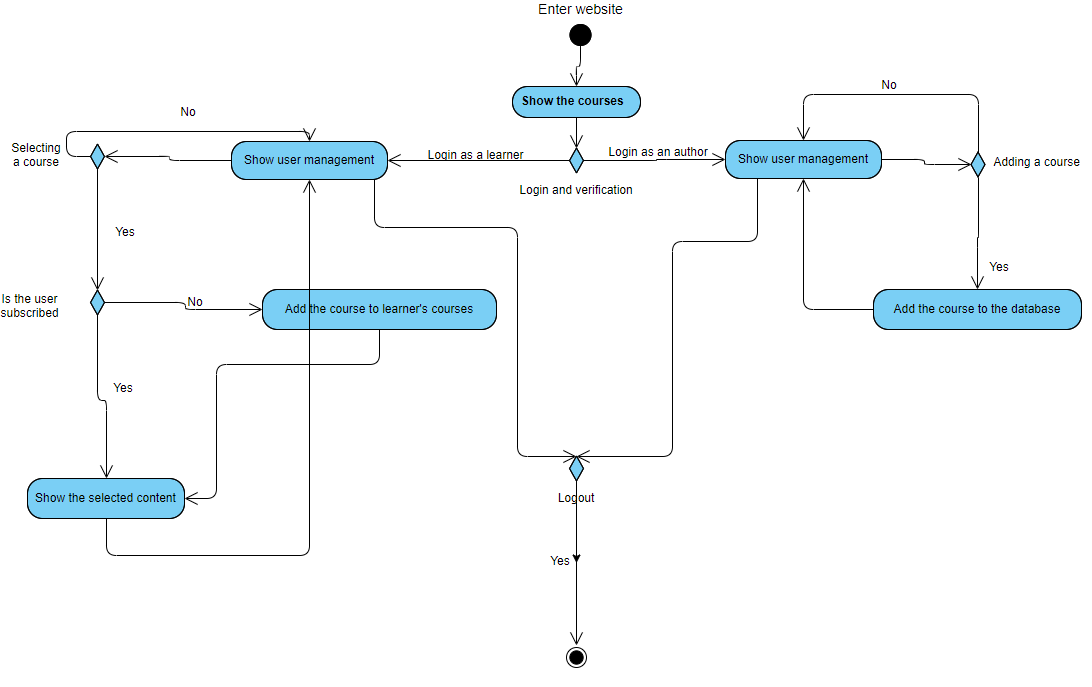 Enter website
Show the courses
No
No
Selecting
a course
Show user management
Login as a learner
Login as an author
Show user management
Adding a course
Login and verification
Yes
Yes
Is the user
subscribed
No
Add the course to learner's courses
Add the course to the database
Yes
Show the selected content
Logout
Yes